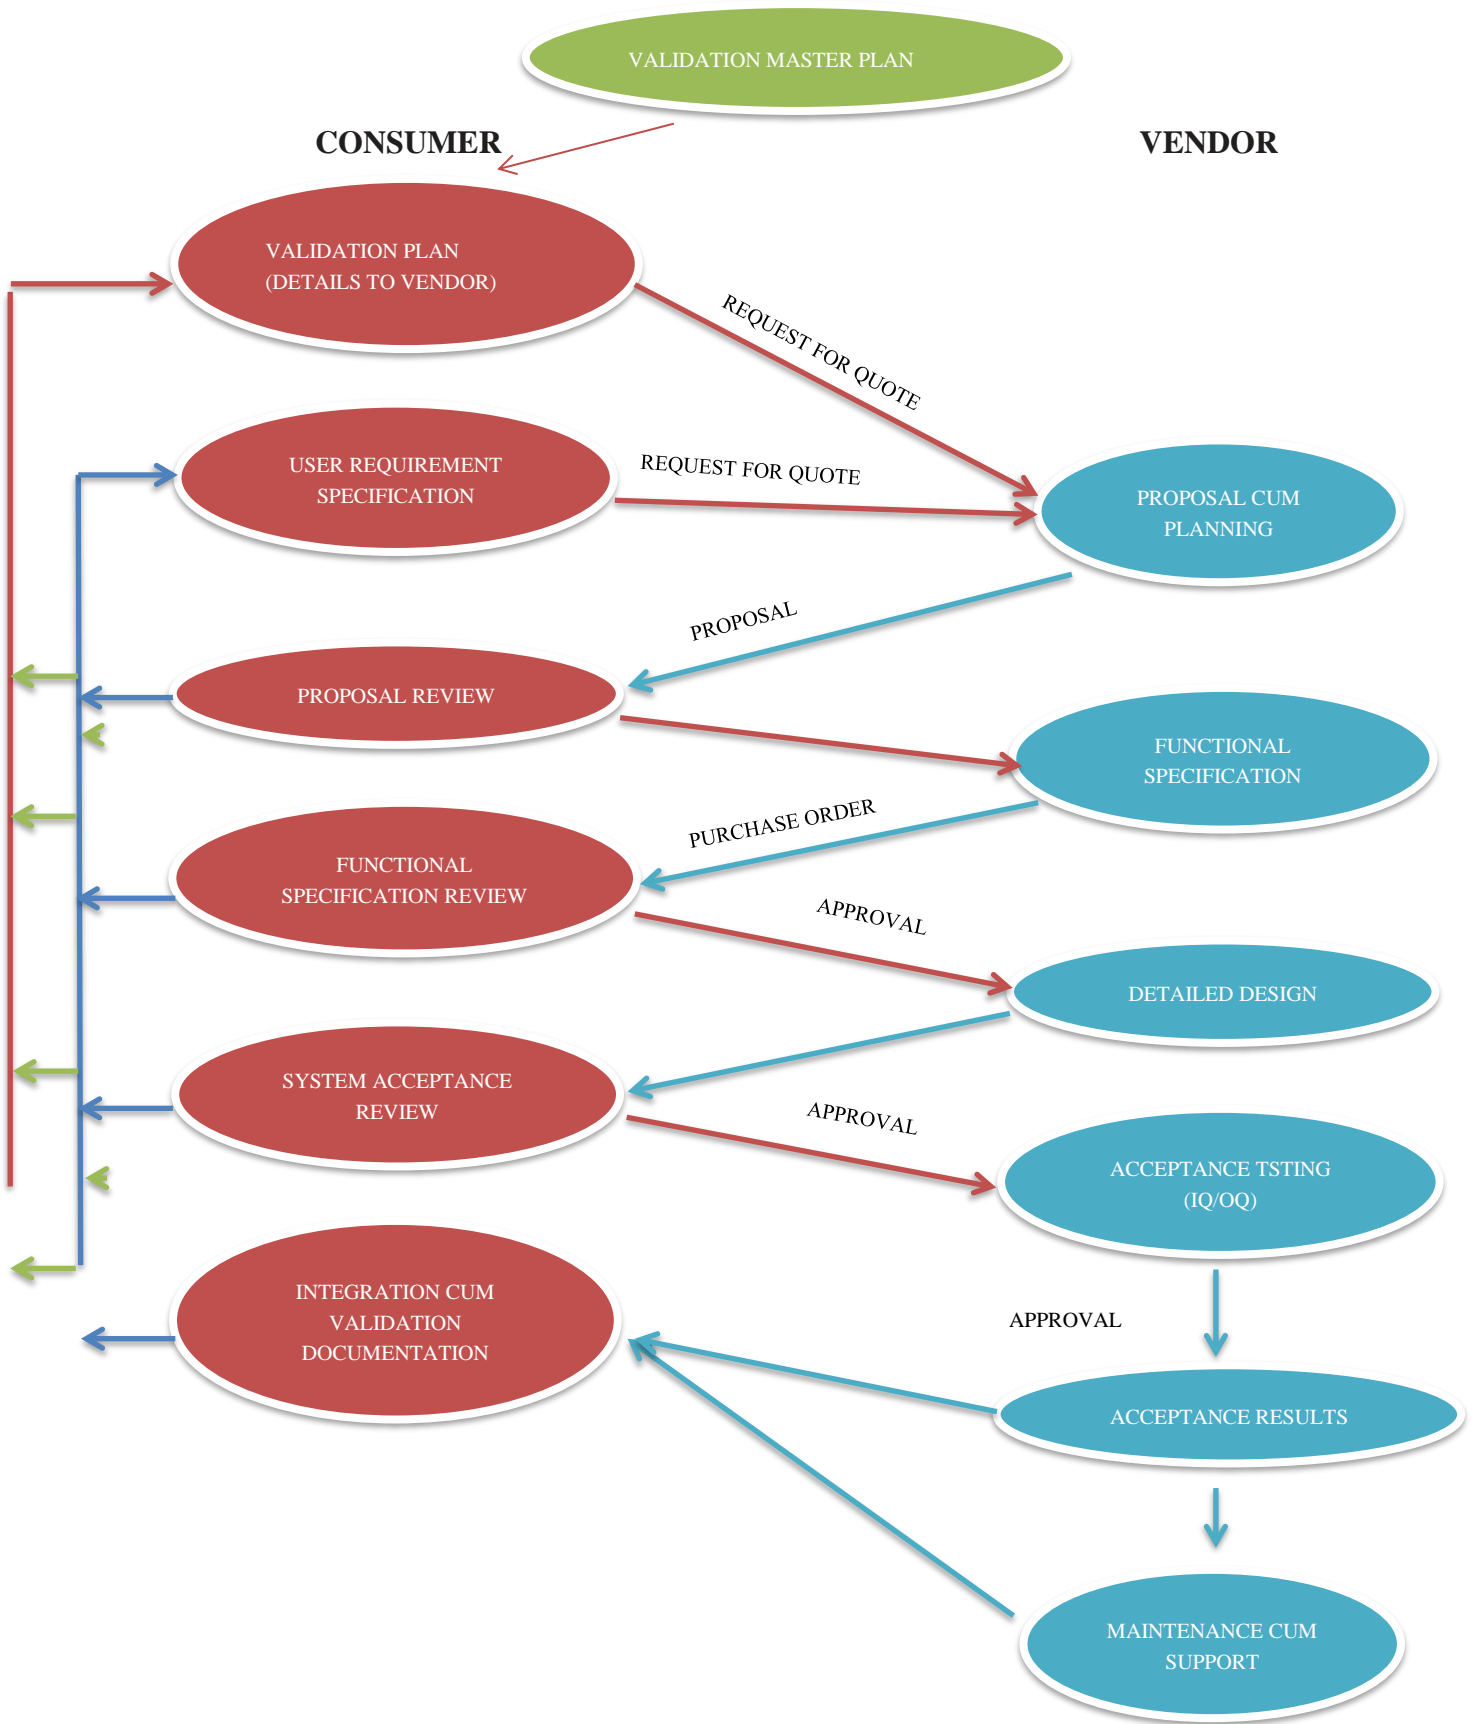 VALIDATION MASTER PLAN
CONSUMER
VENDOR
VALIDATION PLAN
(DETAILS TO VENDOR)
REQUEST FOR QUOTE
USER REQUIREMENT
SPECIFICATION
REQUEST FOR QUOTE
PROPOSAL CUM
PLANNING
PROPOSAL
PROPOSAL REVIEW
FUNCTIONAL
SPECIFICATION
PURCHASE ORDER
FUNCTIONAL
SPECIFICATION REVIEW
APPROVAL
DETAILED DESIGN
SYSTEM ACCEPTANCE
REVIEW
APPROVAL
ACCEPTANCE TSTING
(IQ/OQ)
INTEGRATION CUM
VALIDATION
DOCUMENTATION
APPROVAL
ACCEPTANCE RESULTS
MAINTENANCE CUM
SUPPORT